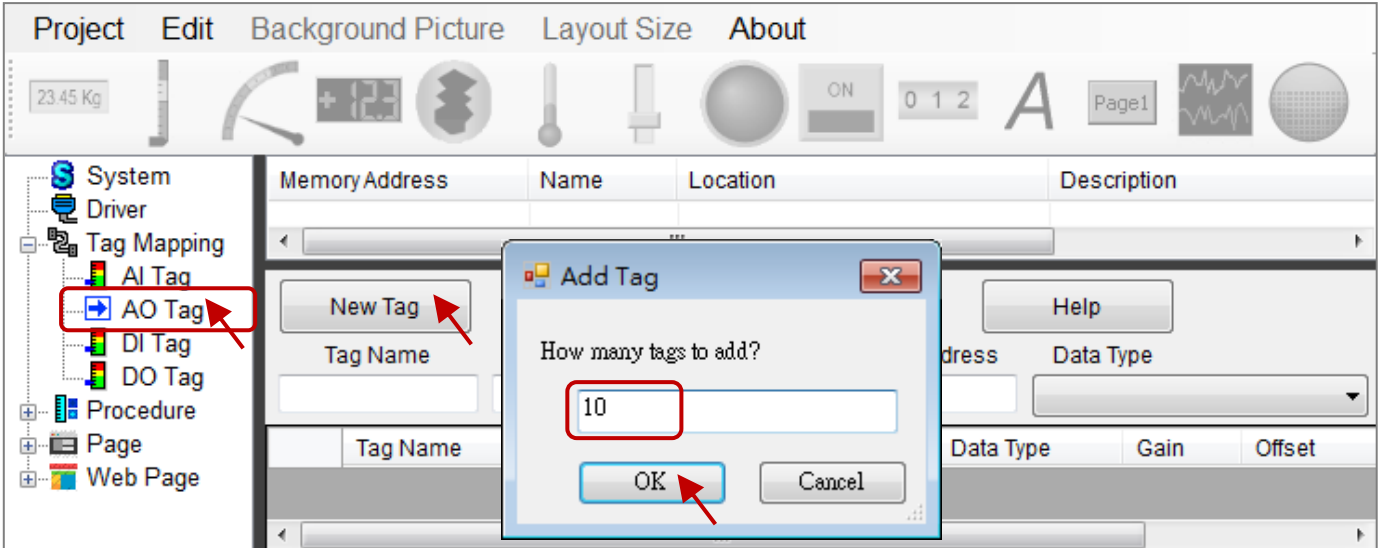 Project Edit Background Picture Layout Size About
23.45 Kg +12.3 ON 0 1 2 A Page1
System
Driver
Tag Mapping
AI Tag
AO Tag
DI Tag
DO Tag
Procedure
Page
Web Page
Memory Address Name Location Description
New Tag Help
Tag Name dress Data Type
Tag Name Data Type Gain Offset
Add Tag
How many tags to add?
10
OK Cancel